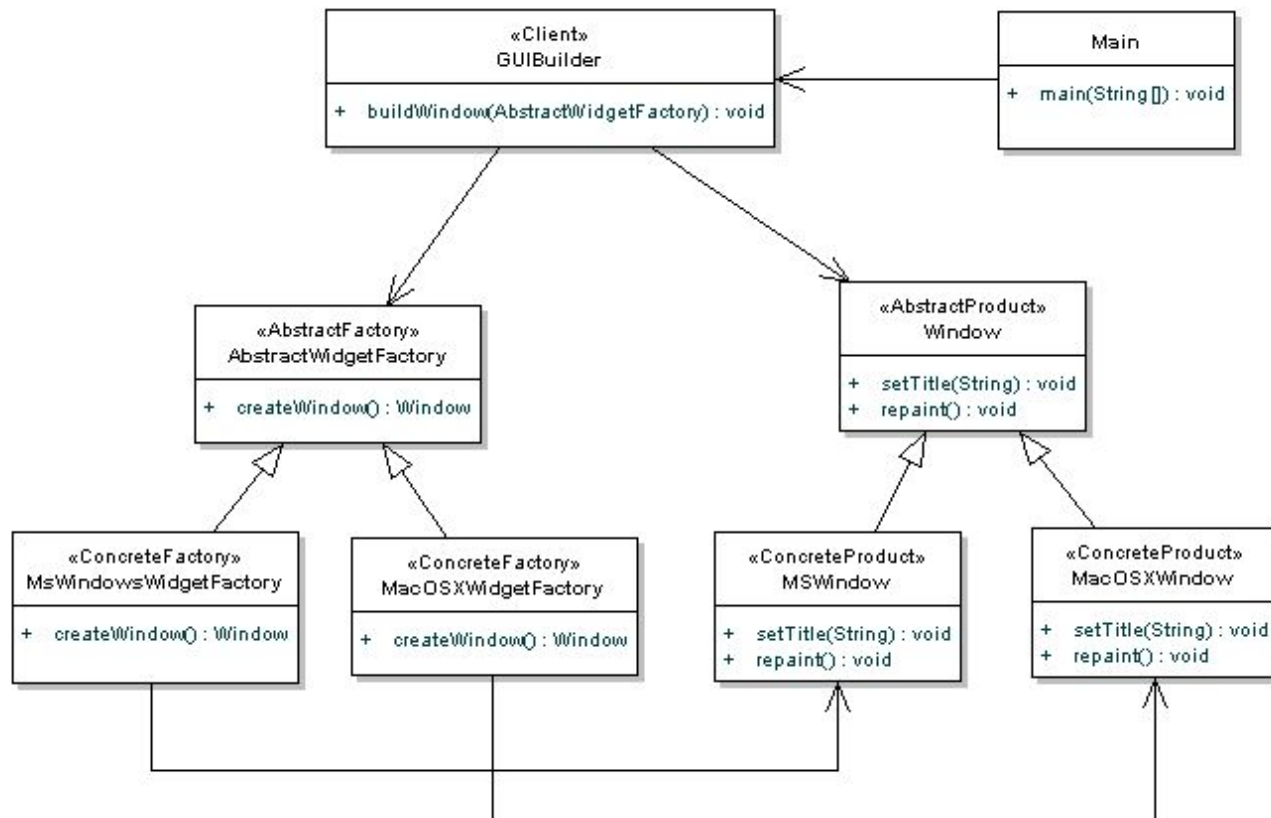 «Client»
GUIBuilder
+ buildWindow(AbstractWidgetFactory) : void
Main
+ main(String[]) : void
«AbstractFactory»
AbstractWidgetFactory
+ createWindow() : Window
«AbstractProduct»
Window
+ setTitle(String) : void
+ repaint() : void
«ConcreteFactory»
MsWindowsWidgetFactory
+ createWindow() : Window
«ConcreteFactory»
MacOSXWidgetFactory
+ createWindow() : Window
«ConcreteProduct»
MSWindow
+ setTitle(String) : void
+ repaint() : void
«ConcreteProduct»
MacOSXWindow
+ setTitle(String) : void
+ repaint() : void